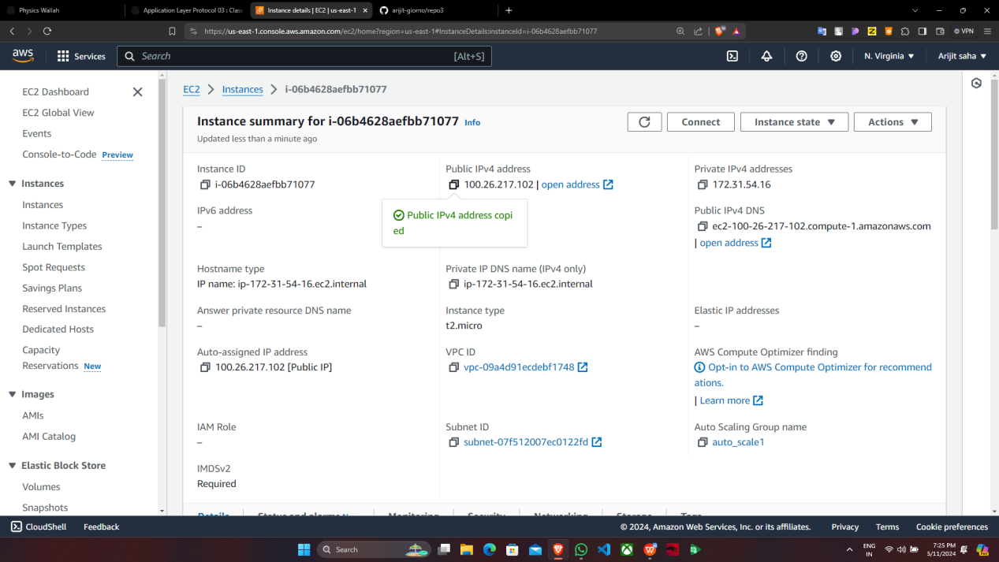 Physics Wallah
Application Layer Protocol 03 : Clas
Instance details | EC2 | us-east-1
arijit-giorno/repo3
https://us-east-1.console.aws.amazon.com/ec2/home?region=us-east-1#InstanceDetails:instanceId=i-06b4628aefbb71077
VPN
aws
Services
Search
[Alt+S]
N. Virginia
Arijit saha
EC2 Dashboard
EC2 Global View
Events
Console-to-Code Preview
Instances
Instances
Instance Types
Launch Templates
Spot Requests
Savings Plans
Reserved Instances
Dedicated Hosts
Capacity
Reservations New
Images
AMIs
AMI Catalog
Elastic Block Store
Volumes
Snapshots
EC2 > Instances > i-06b4628aefbb71077
Instance summary for i-06b4628aefbb71077 Info
Updated less than a minute ago
Connect
Instance state
Actions
Instance ID
i-06b4628aefbb71077
Public IPv4 address
100.26.217.102 | open address
Private IPv4 addresses
172.31.54.16
Public IPv4 address copi
ed
IPv6 address
–
Public IPv4 DNS
ec2-100-26-217-102.compute-1.amazonaws.com
| open address
Hostname type
IP name: ip-172-31-54-16.ec2.internal
Private IP DNS name (IPv4 only)
ip-172-31-54-16.ec2.internal
Answer private resource DNS name
–
Instance type
t2.micro
Elastic IP addresses
–
Auto-assigned IP address
100.26.217.102 [Public IP]
VPC ID
vpc-09a4d91ecdebf1748
AWS Compute Optimizer finding
Opt-in to AWS Compute Optimizer for recommend
ations.
| Learn more
IAM Role
–
Subnet ID
subnet-07f512007ec0122fd
Auto Scaling Group name
auto_scale1
IMDSv2
Required
Details
Status and alarms
Monitoring
Security
Networking
Storage
Tags
CloudShell
Feedback
© 2024, Amazon Web Services, Inc. or its affiliates.
Privacy
Terms
Cookie preferences
Search
ENG
IN
7:25 PM
5/11/2024